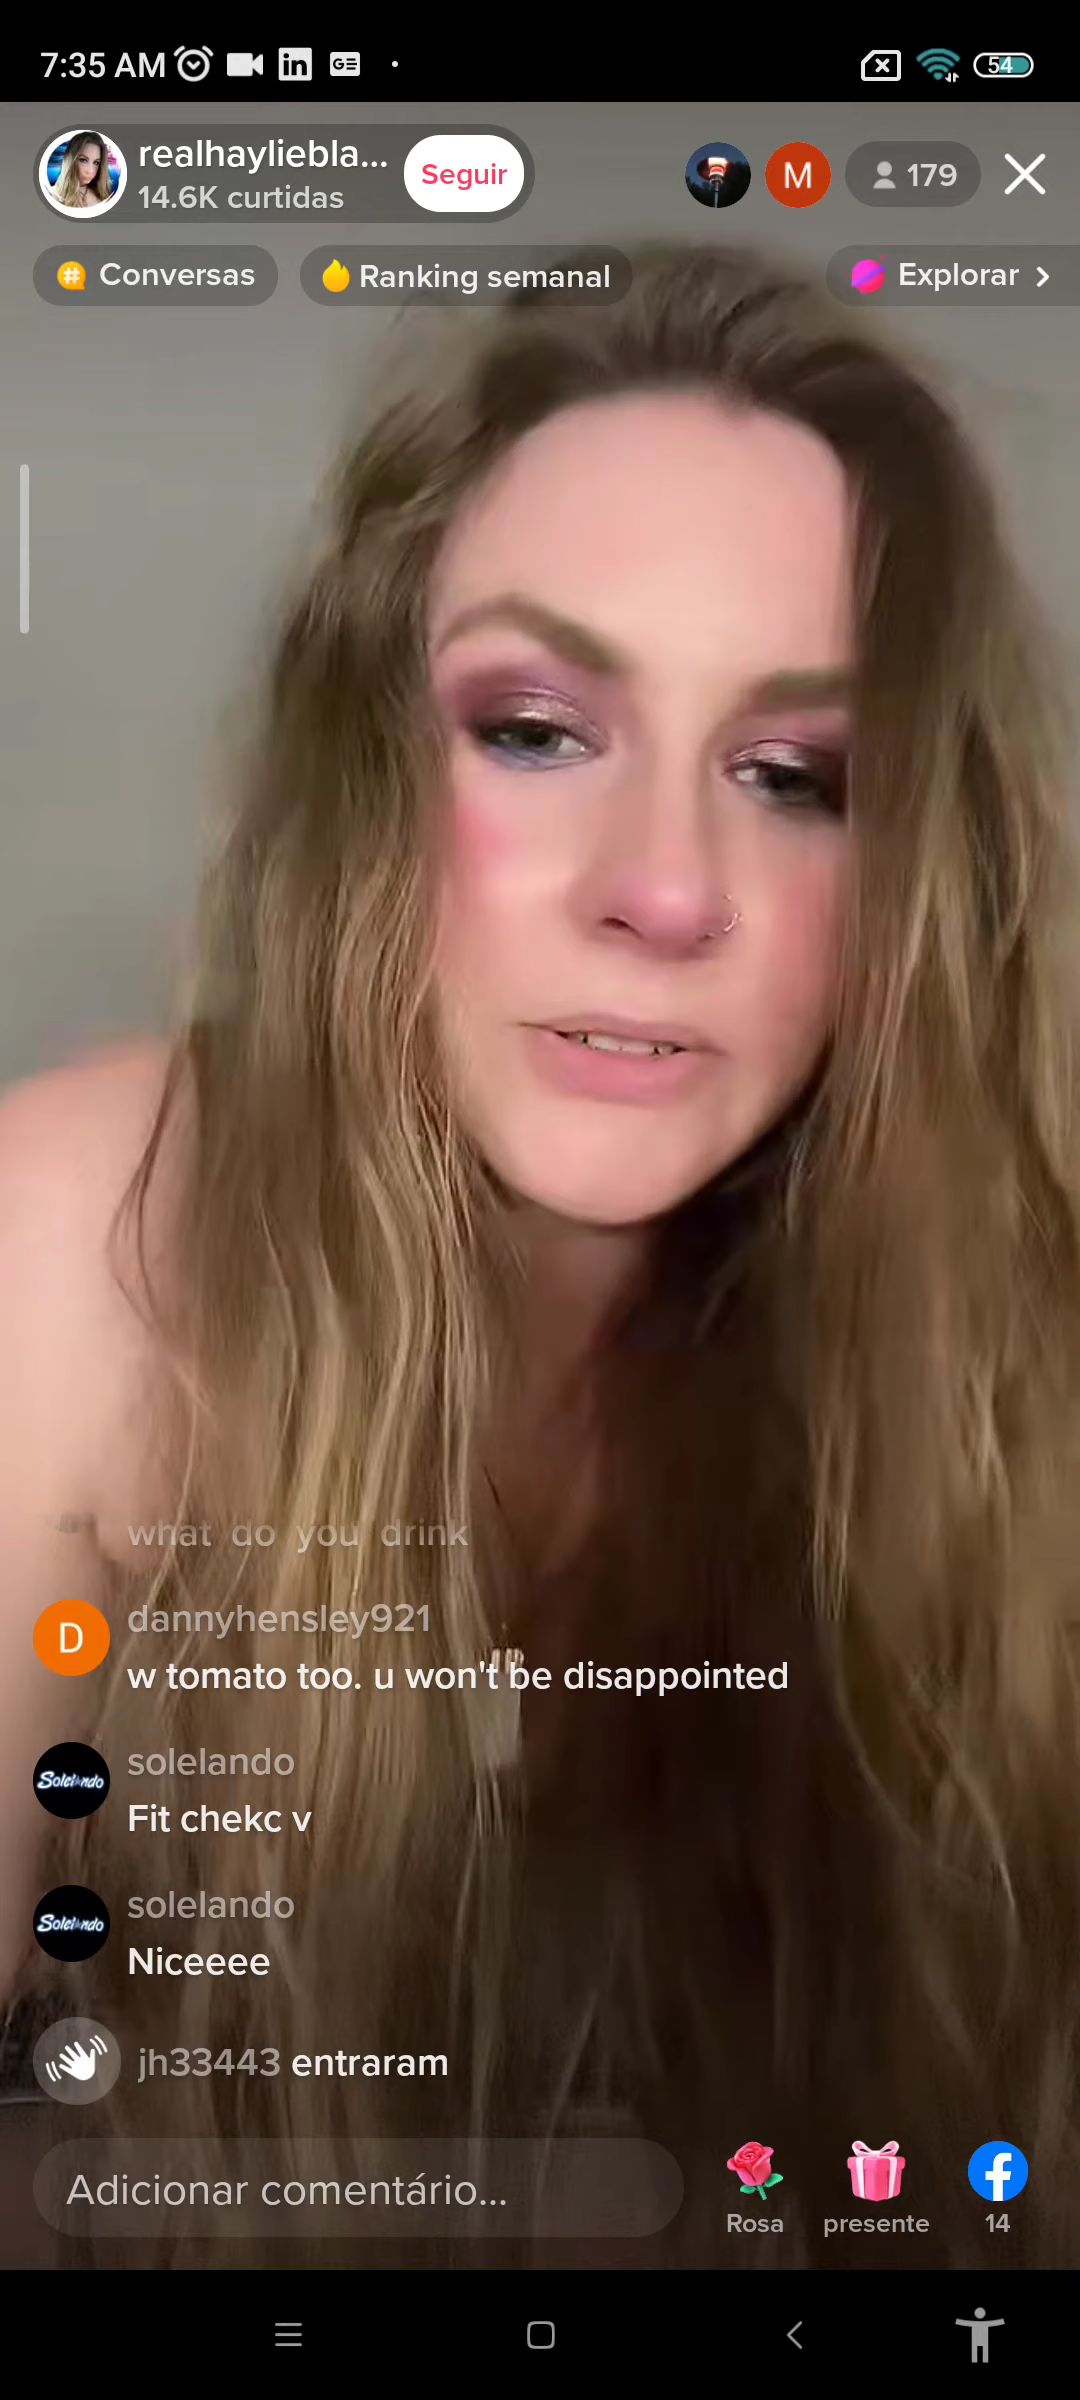 7:35 AM
54
realhayliebla...
14.6K curtidas
Seguir
M
179
Conversas
Ranking semanal
Explorar
what do you drink
D
dannyhensley921
w tomato too. u won't be disappointed
solelando
Fit chekc v
solelando
Niceeee
jh33443 entraram
Adicionar comentário...
Rosa
presente
14